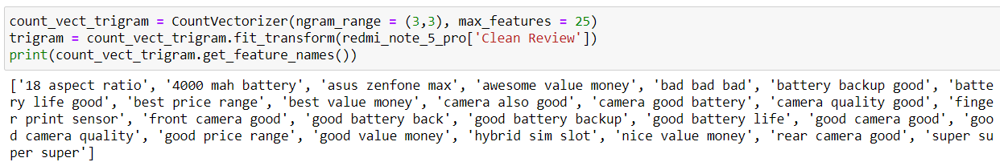 count_vect_trigram = CountVectorizer(ngram_range = (3,3), max_features = 25)
trigram = count_vect_trigram.fit_transform(redmi_note_5_pro['Clean Review'])
print(count_vect_trigram.get_feature_names())
['18 aspect ratio', '4000 mah battery', 'asus zenfone max', 'awesome value money', 'bad bad bad', 'battery backup good', 'batte
ry life good', 'best price range', 'best value money', 'camera also good', 'camera good battery', 'camera quality good', 'finge
r print sensor', 'front camera good', 'good battery back', 'good battery backup', 'good battery life', 'good camera good', 'goo
d camera quality', 'good price range', 'good value money', 'hybrid sim slot', 'nice value money', 'rear camera good', 'super su
per super']